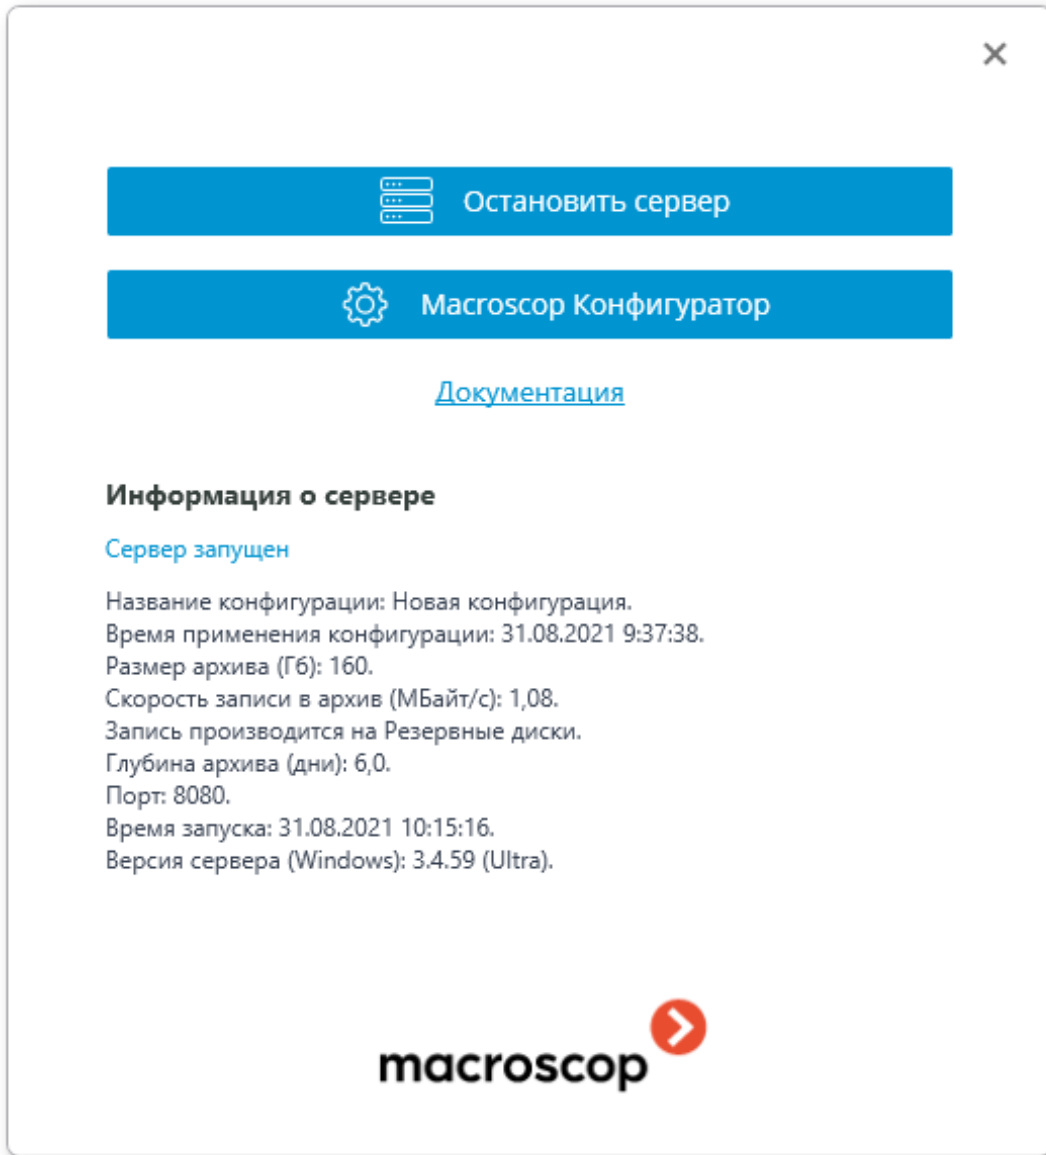 Остановить сервер
Macroscop Конфигуратор
Документация
Информация о сервере
Сервер запущен
Название конфигурации: Новая конфигурация.
Время применения конфигурации: 31.08.2021 9:37:38.
Размер архива (Гб): 160.
Скорость записи в архив (МБайт/с): 1,08.
Запись производится на Резервные диски.
Глубина архива (дни): 6,0.
Порт: 8080.
Время запуска: 31.08.2021 10:15:16.
Версия сервера (Windows): 3.4.59 (Ultra).
macroscop